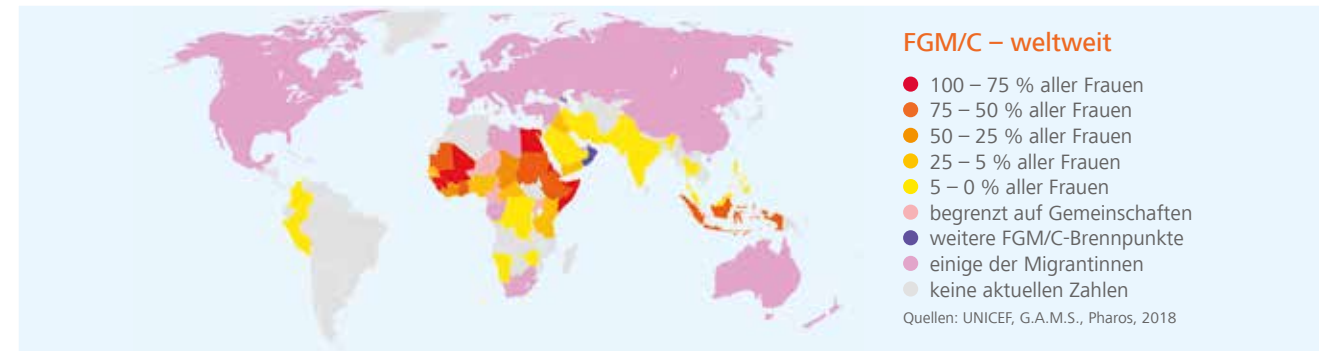 FGM/C – weltweit
100 – 75 % aller Frauen
75 – 50 % aller Frauen
50 – 25 % aller Frauen
25 – 5 % aller Frauen
5 – 0 % aller Frauen
begrenzt auf Gemeinschaften
weitere FGM/C-Brennpunkte
einige der Migrantinnen
keine aktuellen Zahlen
Quellen: UNICEF, G.A.M.S., Pharos, 2018